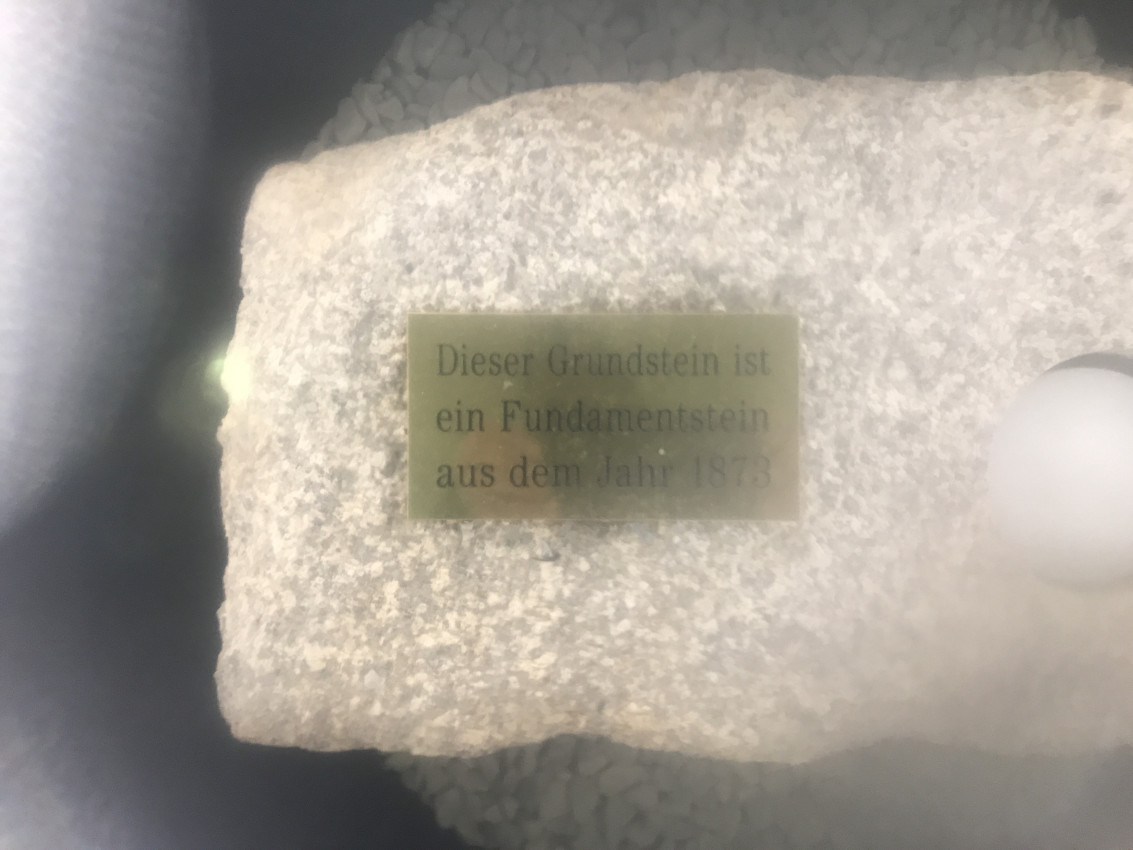 Dieser Grundstein ist
ein Fundamentstein
aus dem Jahr 1873